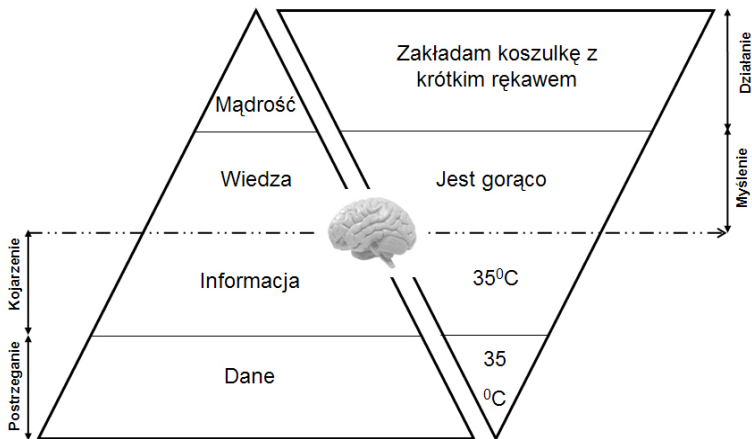 Zakładam koszulkę z
krótkim rękawem
Działanie
Mądrość
Wiedza
Jest gorąco
Myślenie
Kojarzenie
Informacja
35⁰C
Postrzeganie
Dane
35
⁰C